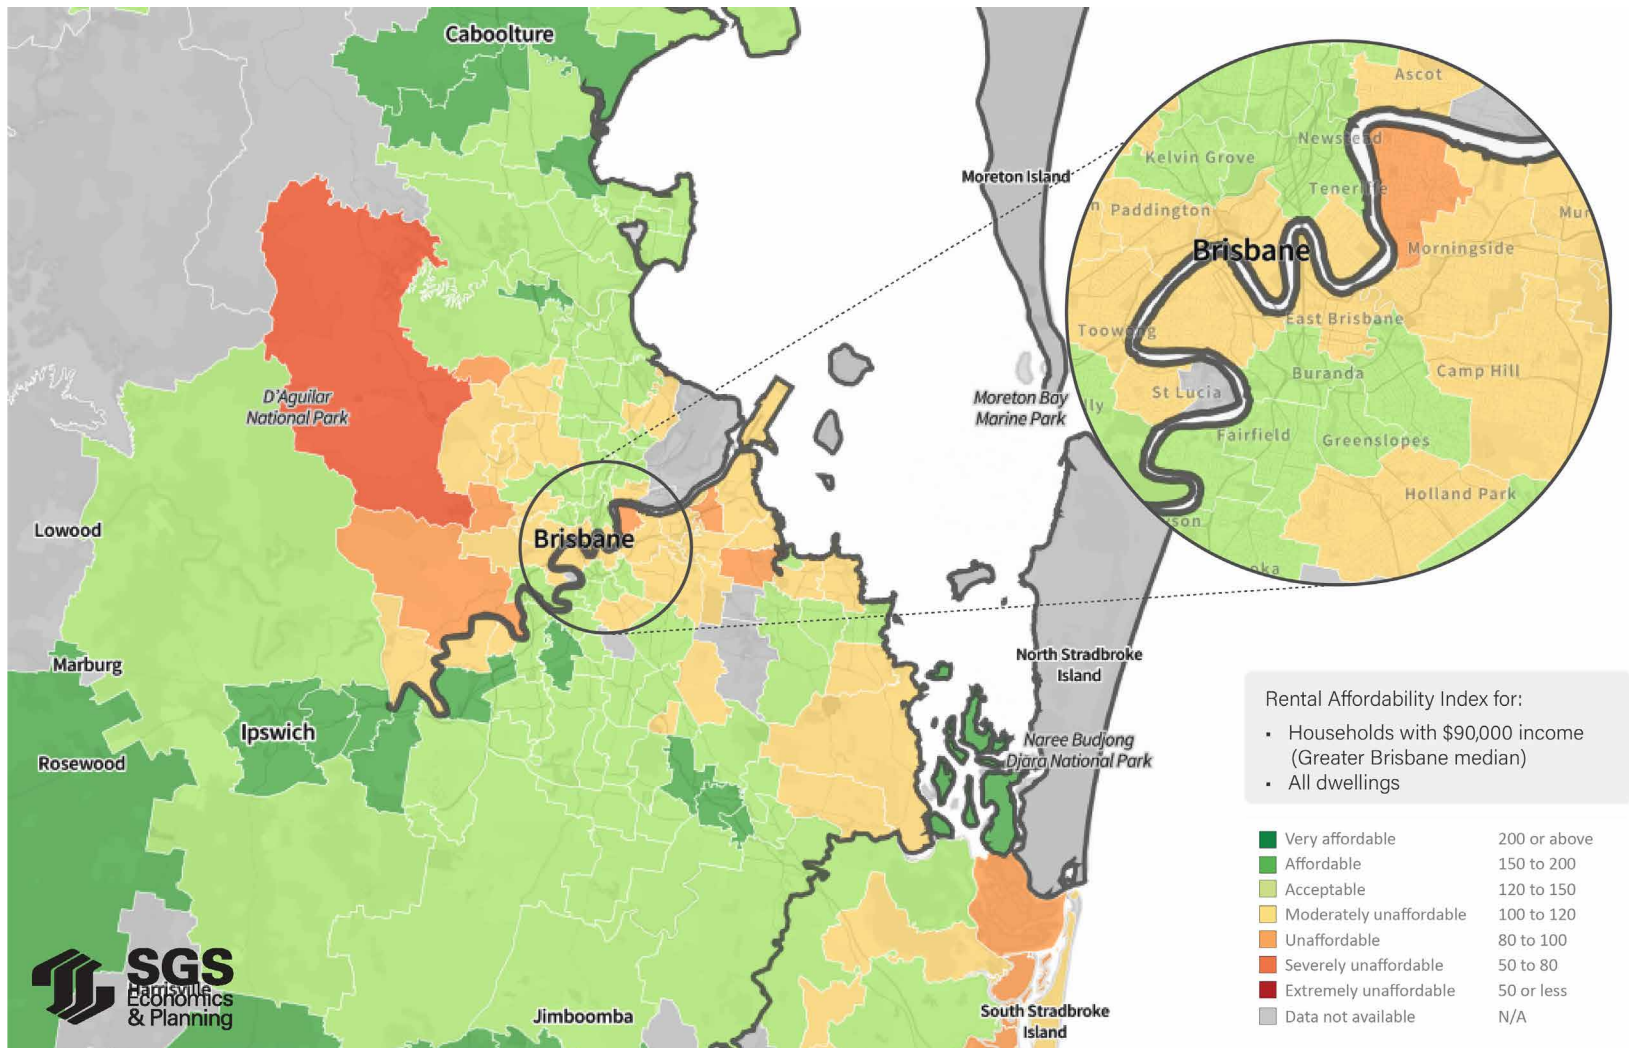 Caboolture
Moreton Island
D'Aguilar
National Park
Moreton Bay
Marine Park
Lowood
Brisbane
Marburg
Ipswich
Rosewood
North Stradbroke
Island
Naree Budjong
Djara National Park
Harrisville
Jimboomba
South Stradbroke
Island
SGS
Economics
& Planning
Ascot
Newstead
Kelvin Grove
Teneriffe
Paddington
Brisbane
Morningside
Toowong
East Brisbane
Buranda
Camp Hill
St Lucia
Fairfield
Greenslopes
Holland Park
Rental Affordability Index for:
• Households with $90,000 income
(Greater Brisbane median)
• All dwellings
Very affordable 200 or above
Affordable 150 to 200
Acceptable 120 to 150
Moderately unaffordable 100 to 120
Unaffordable 80 to 100
Severely unaffordable 50 to 80
Extremely unaffordable 50 or less
Data not available N/A